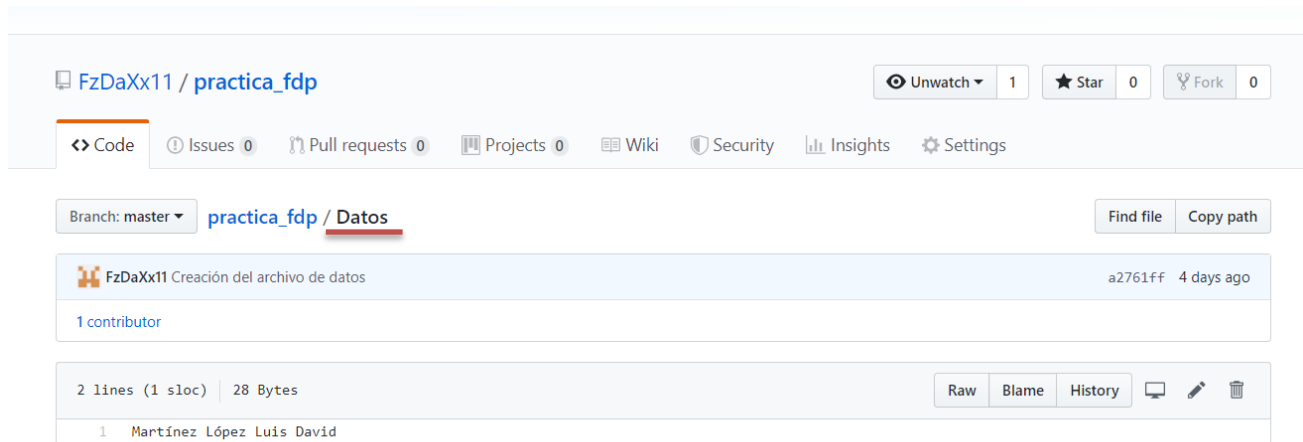 FzDaXx11 / practica_fdp Unwatch 1 Star 0 Fork 0
Code Issues 0 Pull requests 0 Projects 0 Wiki Security Insights Settings
Branch: master practica_fdp / Datos Find file Copy path
FzDaXx11 Creación del archivo de datos a2761ff 4 days ago
1 contributor
2 lines (1 sloc) 28 Bytes Raw Blame History
1 Martínez López Luis David